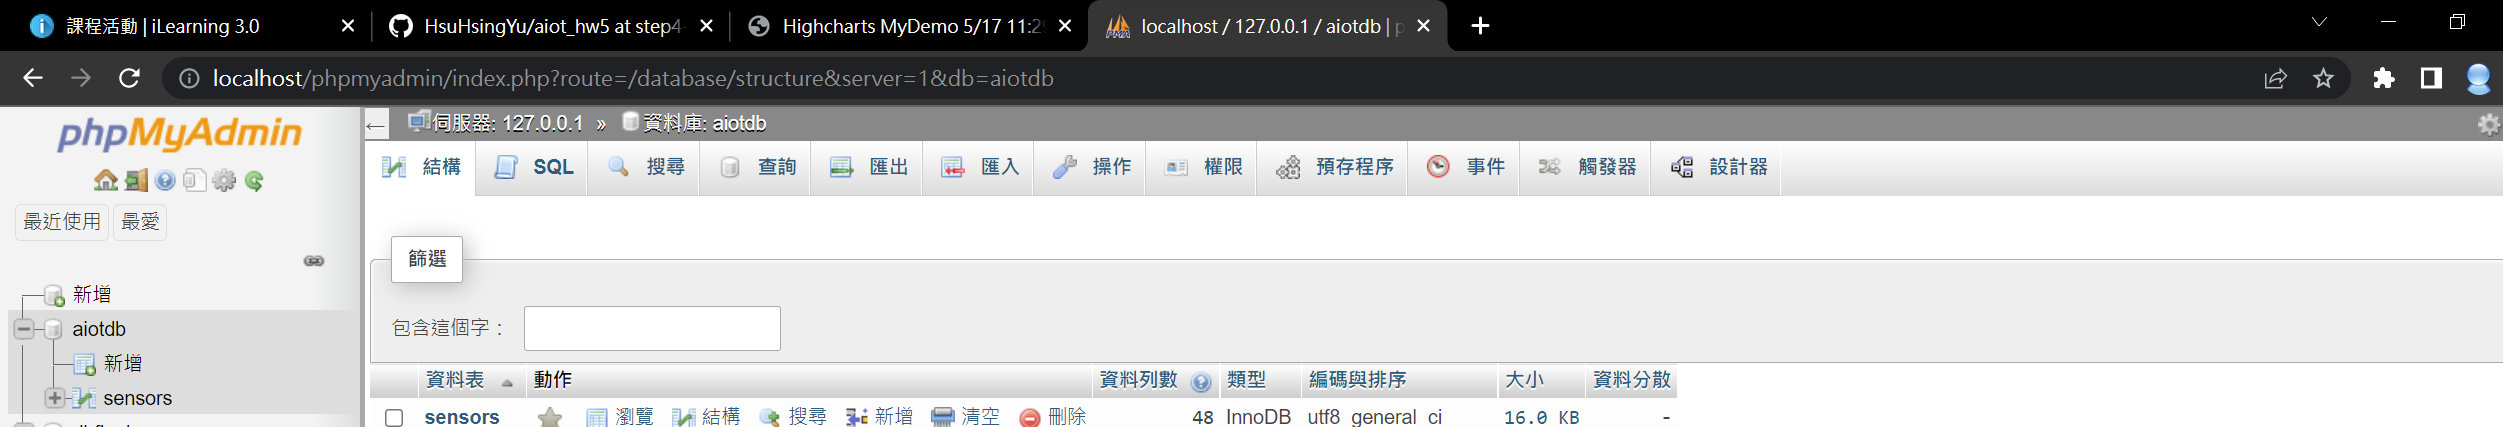 課程活動 | iLearning 3.0
HsuHsingYu/aiot_hw5 at step4
Highcharts MyDemo 5/17 11:2
localhost / 127.0.0.1 / aiotdb | p
localhost/phpmyadmin/index.php?route=/database/structure&server=1&db=aiotdb
phpMyAdmin
最近使用 最愛
新增
aiotdb
新增
sensors
伺服器: 127.0.0.1 » 資料庫: aiotdb
結構 SQL 搜尋 查詢 匯出 匯入 操作 權限 預存程序 事件 觸發器 設計器
篩選
包含這個字：
資料表 動作 資料列數 類型 編碼與排序 大小 資料分散
sensors 瀏覽 結構 搜尋 新增 清空 刪除 48 InnoDB utf8_general_ci 16.0 KB -